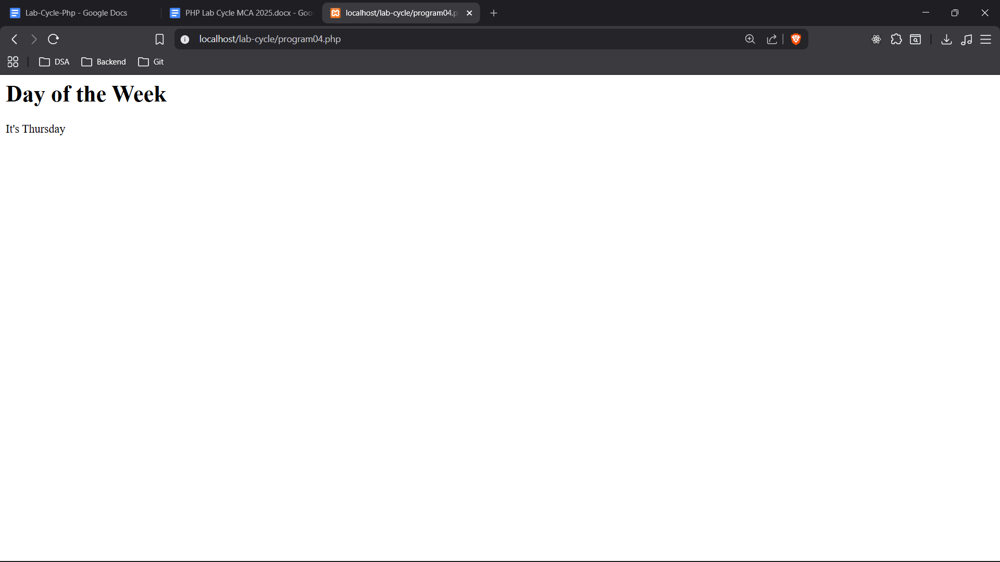 Lab-Cycle-Php - Google Docs
PHP Lab Cycle MCA 2025.docx - Goo
localhost/lab-cycle/program04.p
localhost/lab-cycle/program04.php
DSA
Backend
Git
Day of the Week
It's Thursday